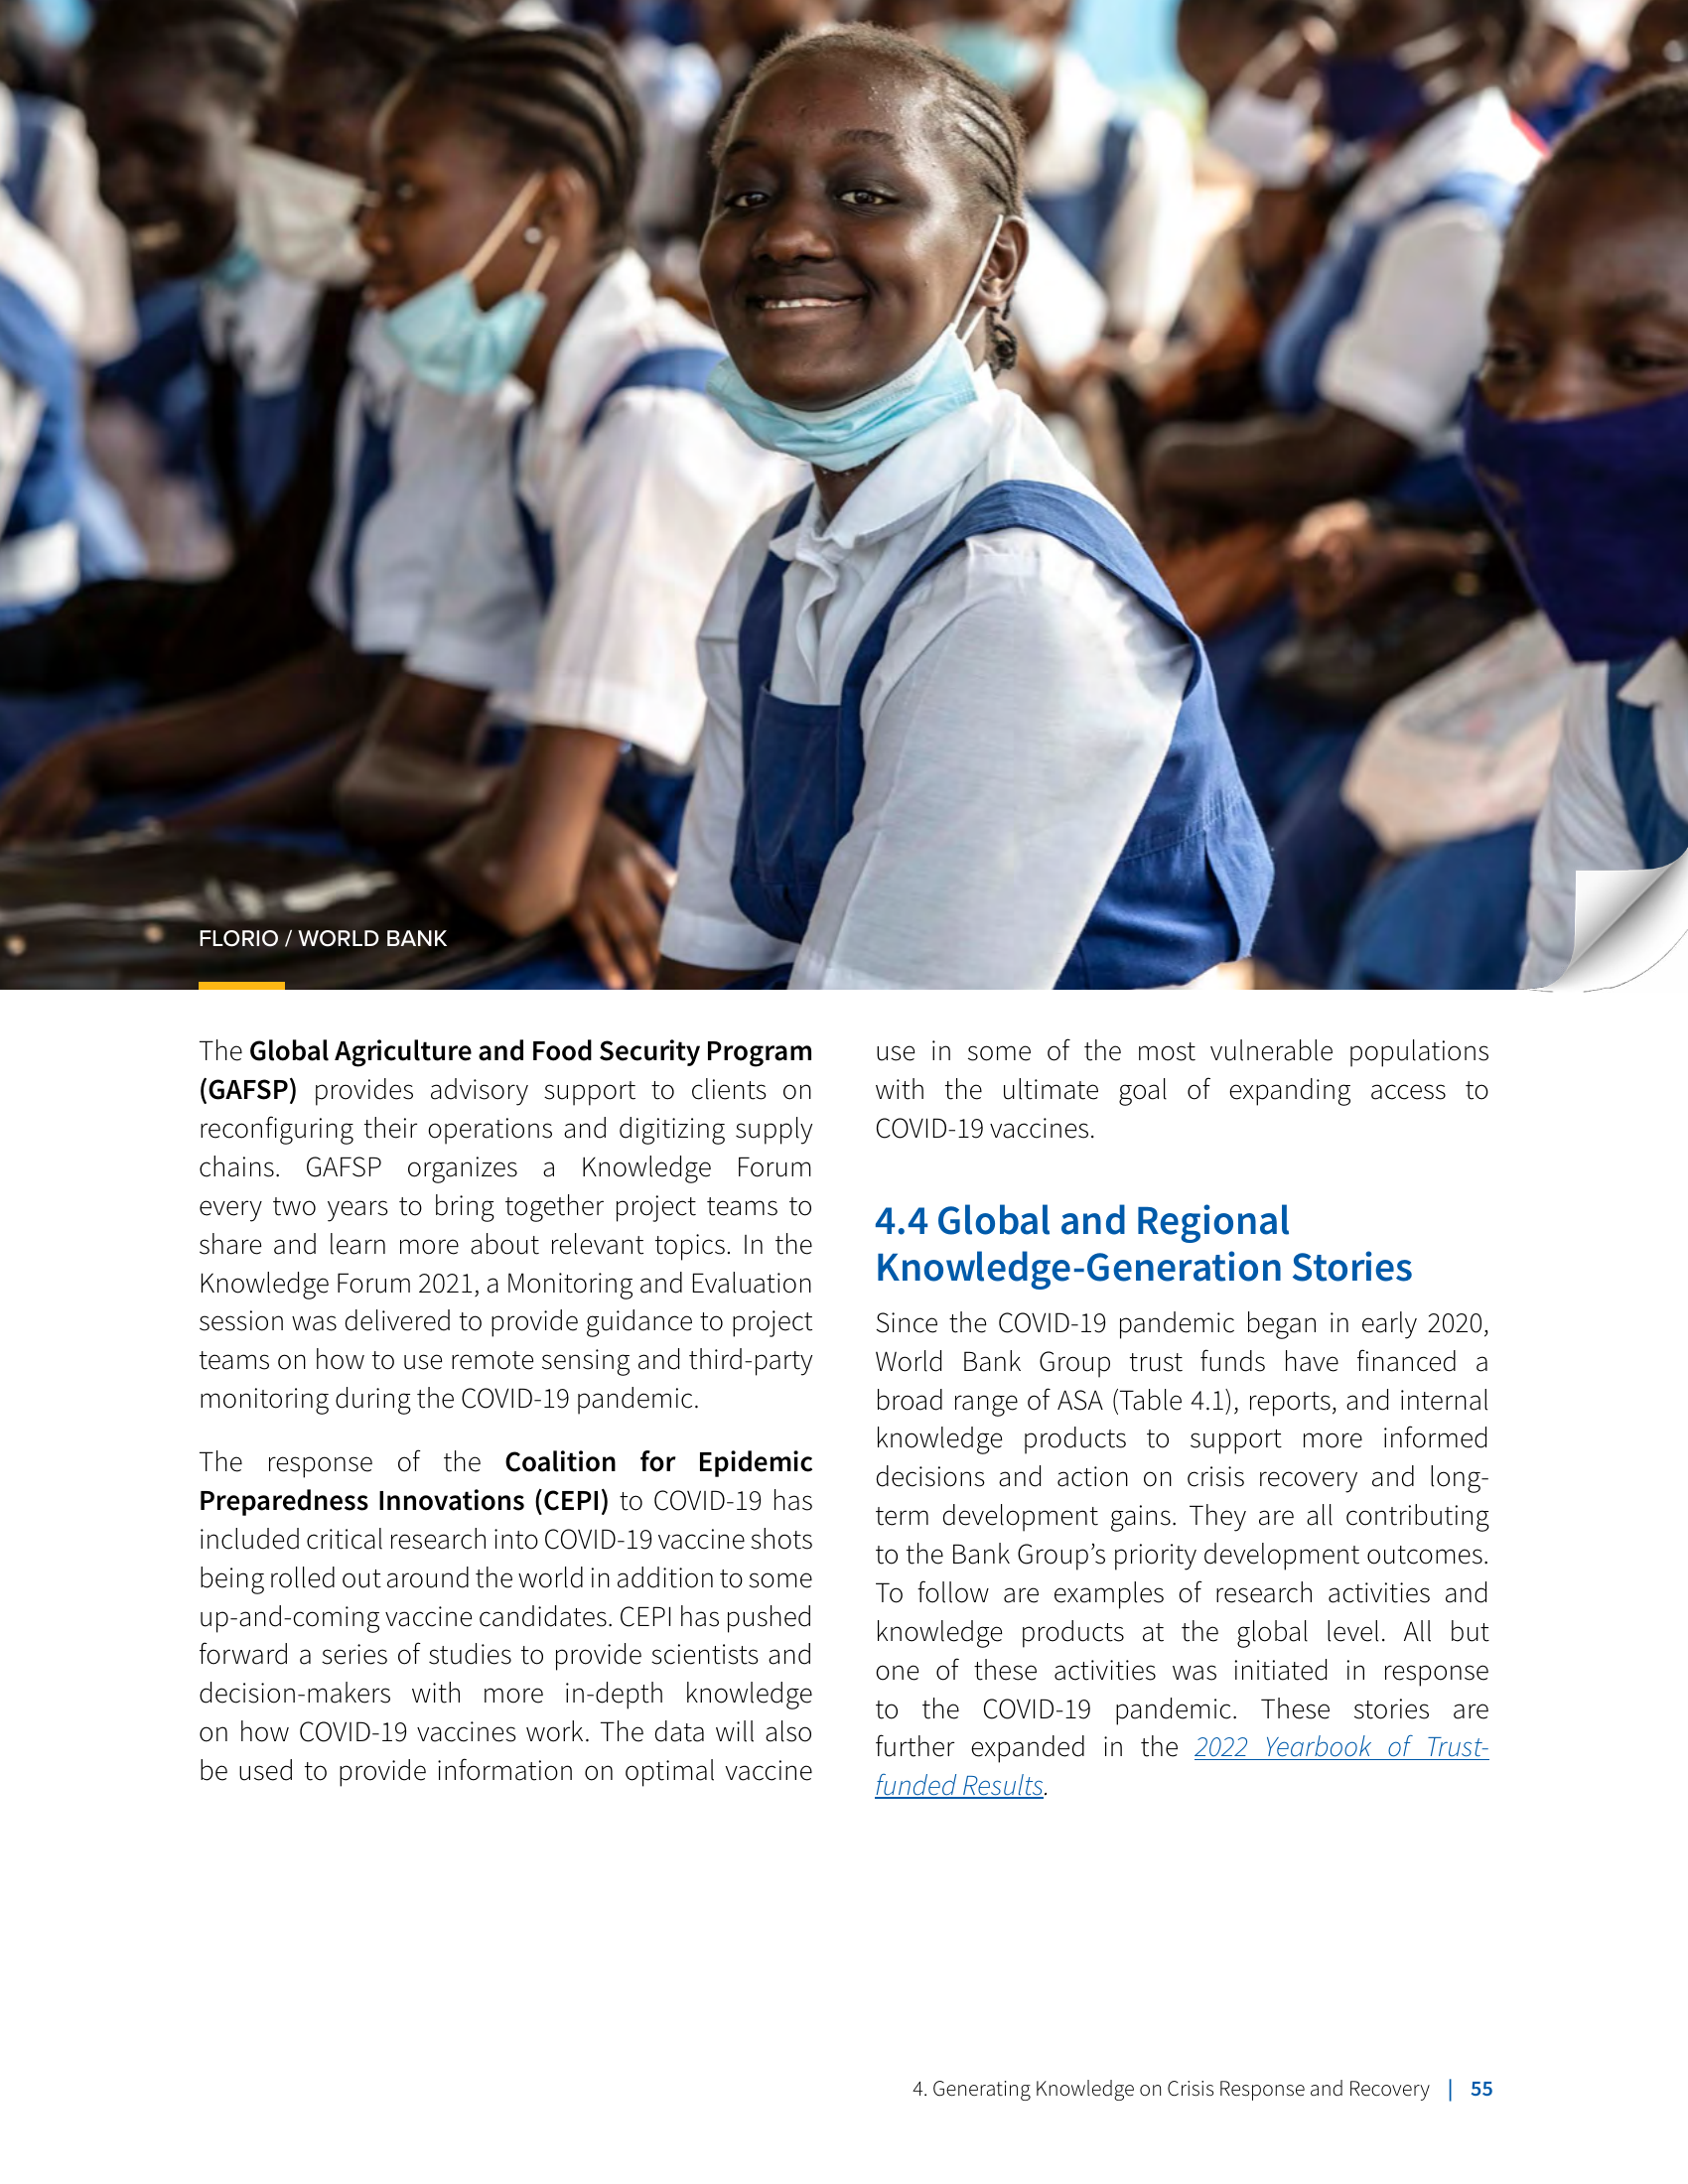 FLORIO / WORLD BANK
The Global Agriculture and Food Security Program
(GAFSP) provides advisory support to clients on
reconfiguring their operations and digitizing supply
chains. GAFSP organizes a Knowledge Forum
every two years to bring together project teams to
share and learn more about relevant topics. In the
Knowledge Forum 2021, a Monitoring and Evaluation
session was delivered to provide guidance to project
teams on how to use remote sensing and third-party
monitoring during the COVID-19 pandemic.
The response of the Coalition for Epidemic
Preparedness Innovations (CEPI) to COVID-19 has
included critical research into COVID-19 vaccine shots
being rolled out around the world in addition to some
up-and-coming vaccine candidates. CEPI has pushed
forward a series of studies to provide scientists and
decision-makers with more in-depth knowledge
on how COVID-19 vaccines work. The data will also
be used to provide information on optimal vaccine
use in some of the most vulnerable populations
with the ultimate goal of expanding access to
COVID-19 vaccines.
4.4 Global and Regional
Knowledge-Generation Stories
Since the COVID-19 pandemic began in early 2020,
World Bank Group trust funds have financed a
broad range of ASA (Table 4.1), reports, and internal
knowledge products to support more informed
decisions and action on crisis recovery and long-
term development gains. They are all contributing
to the Bank Group's priority development outcomes.
To follow are examples of research activities and
knowledge products at the global level. All but
one of these activities was initiated in response
to the COVID-19 pandemic. These stories are
further expanded in the 2022 Yearbook of Trust-
funded Results.
4. Generating Knowledge on Crisis Response and Recovery | 55